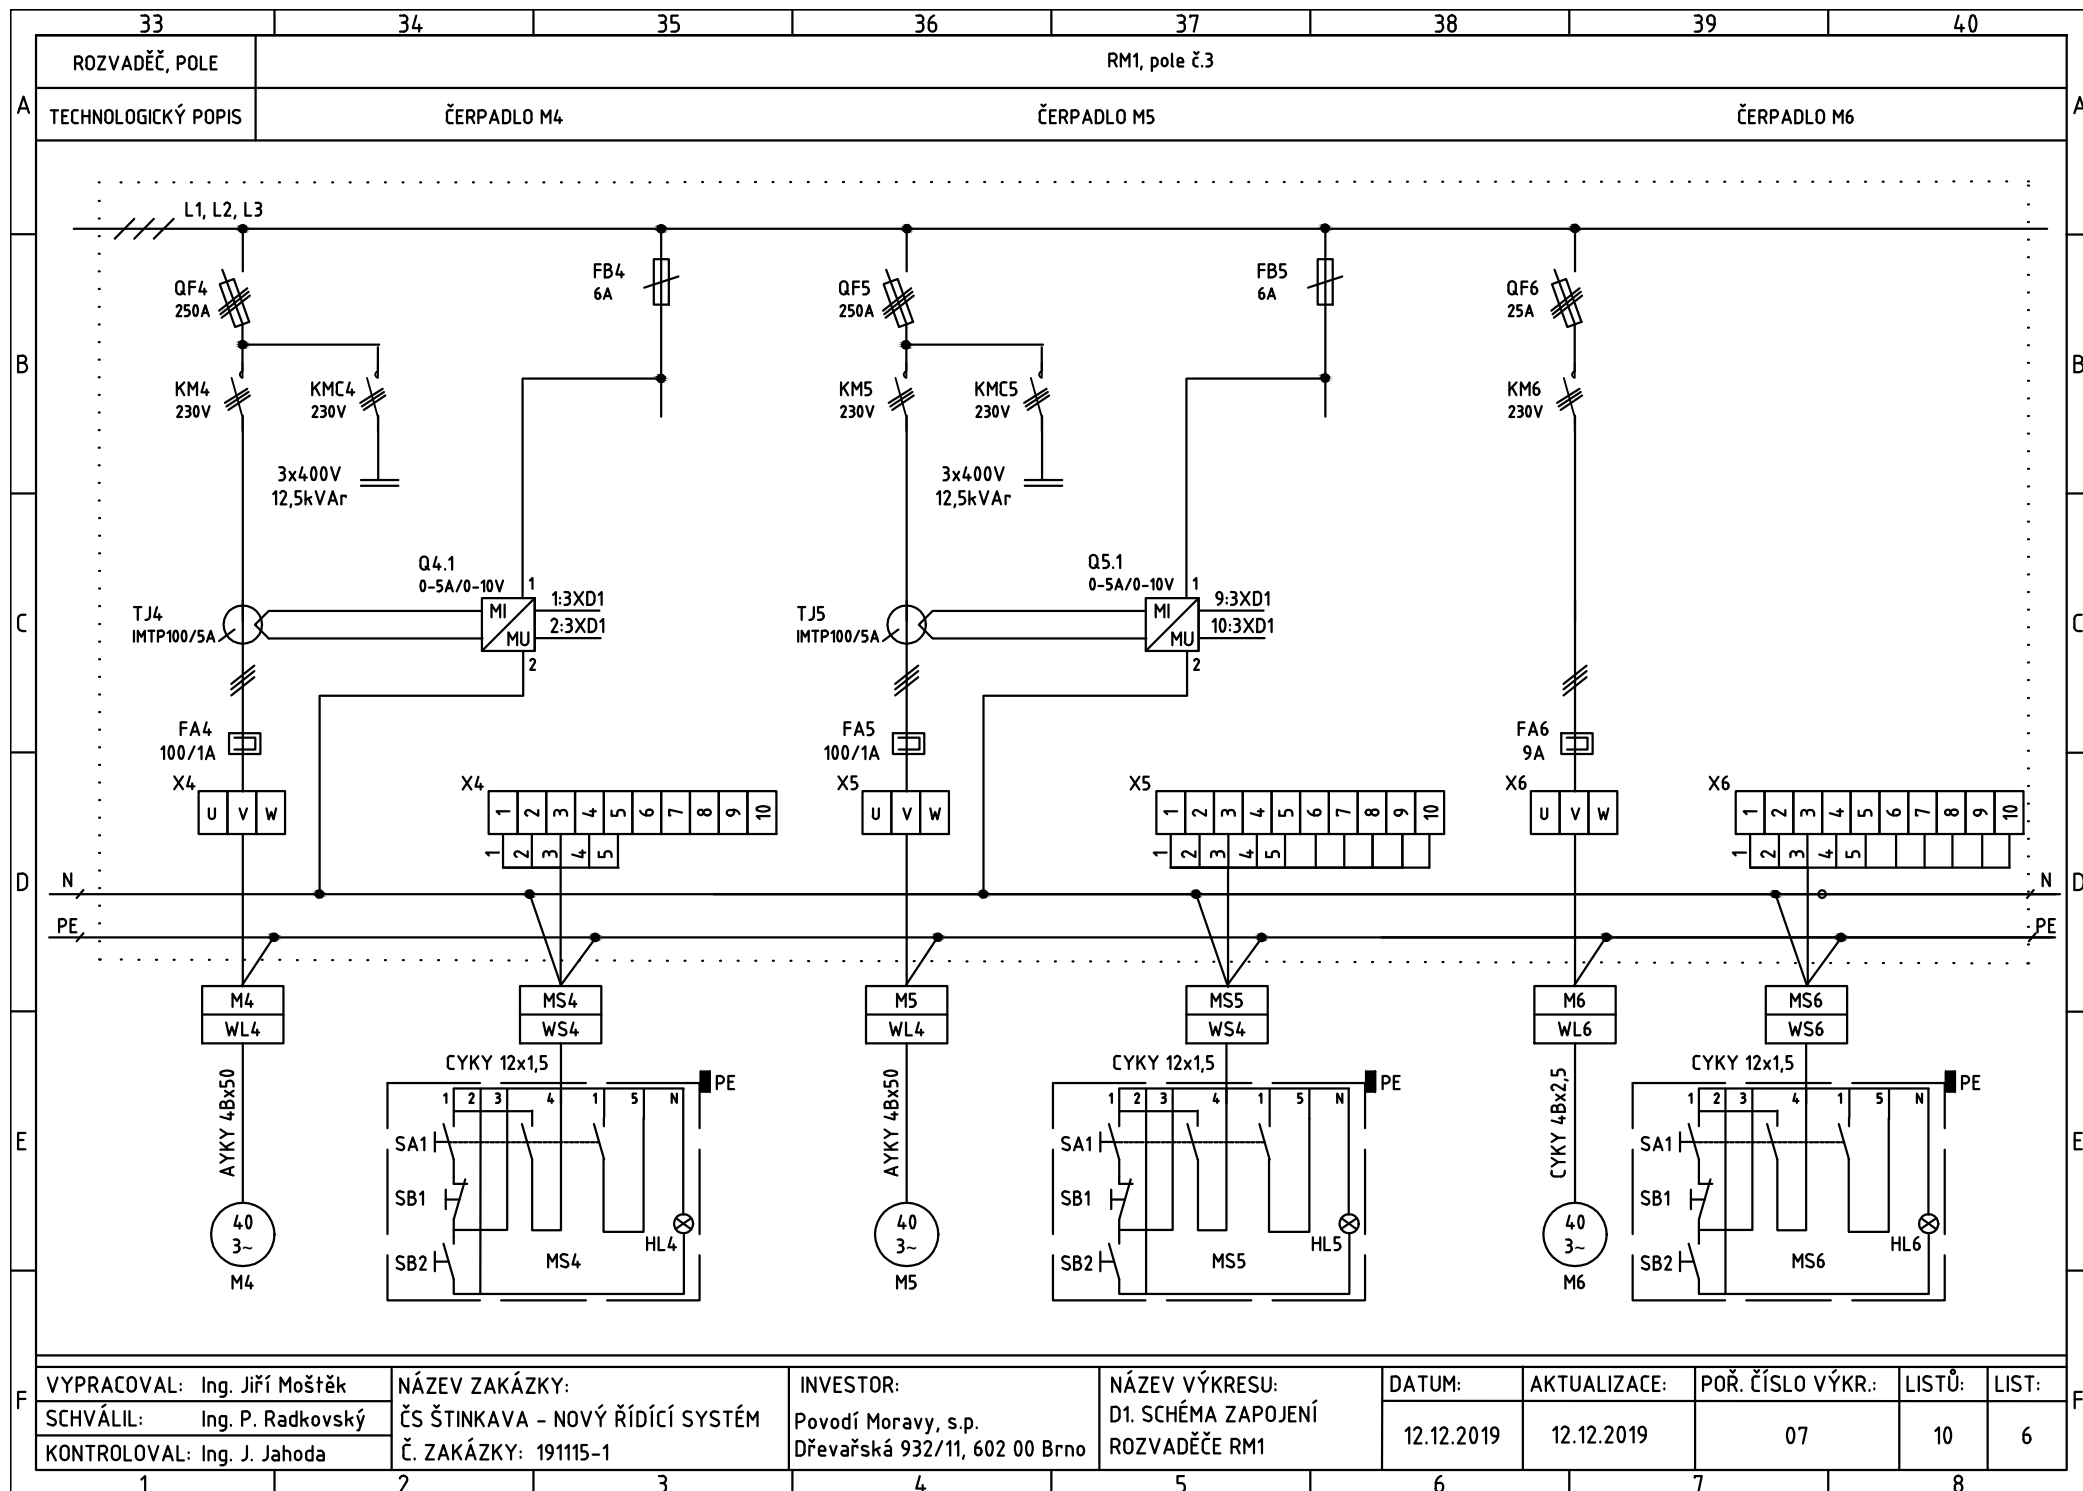 33 34 35 36 37 38 39 40
ROZVADĚČ, POLE
RM1, pole č.3
A
TECHNOLOGICKÝ POPIS
ČERPADLO M4
ČERPADLO M5
ČERPADLO M6
A
L1, L2, L3
QF4
250A
FB4
6A
QF5
250A
FB5
6A
QF6
25A
B
B
KM4
230V
KMC4
230V
KM5
230V
KMC5
230V
KM6
230V
3x400V
12,5kVAr
3x400V
12,5kVAr
Q4.1
0-5A/0-10V
1
MI
MU
2
1:3XD1
2:3XD1
Q5.1
0-5A/0-10V
1
MI
MU
2
9:3XD1
10:3XD1
C
C
TJ4
IMTP100/5A
TJ5
IMTP100/5A
FA4
100/1A
FA5
100/1A
FA6
9A
X4
U V W
X4
1 2 3 4 5 6 7 8 9 10
1 2 3 4 5
X5
U V W
X5
1 2 3 4 5 6 7 8 9 10
1 2 3 4 5
X6
U V W
X6
1 2 3 4 5 6 7 8 9 10
1 2 3 4 5
D
D
N
N
PE
PE
M4
WL4
MS4
WS4
M5
WL4
MS5
WS4
M6
WL6
MS6
WS6
E
E
AYKY 4Bx50
40
3~
M4
CYKY 12x1,5
PE
1 2 3 4 1 5 N
SA1
SB1
SB2
MS4
HL4
AYKY 4Bx50
40
3~
M5
CYKY 12x1,5
PE
1 2 3 4 1 5 N
SA1
SB1
SB2
MS5
HL5
CYKY 4Bx2,5
40
3~
M6
CYKY 12x1,5
PE
1 2 3 4 1 5 N
SA1
SB1
SB2
MS6
HL6
F
F
VYPRACOVAL: Ing. Jiří Moštěk
SCHVÁLIL: Ing. P. Radkovský
KONTROLOVAL: Ing. J. Jahoda
NÁZEV ZAKÁZKY:
ČS ŠTINKAVA - NOVÝ ŘÍDÍCÍ SYSTÉM
Č. ZAKÁZKY: 191115-1
INVESTOR:
Povodí Moravy, s.p.
Dřevařská 932/11, 602 00 Brno
NÁZEV VÝKRESU:
D1. SCHÉMA ZAPOJENÍ
ROZVADĚČE RM1
DATUM:
12.12.2019
AKTUALIZACE:
12.12.2019
POŘ. ČÍSLO VÝKR.:
07
LISTŮ:
10
LIST:
6
1 2 3 4 5 6 7 8